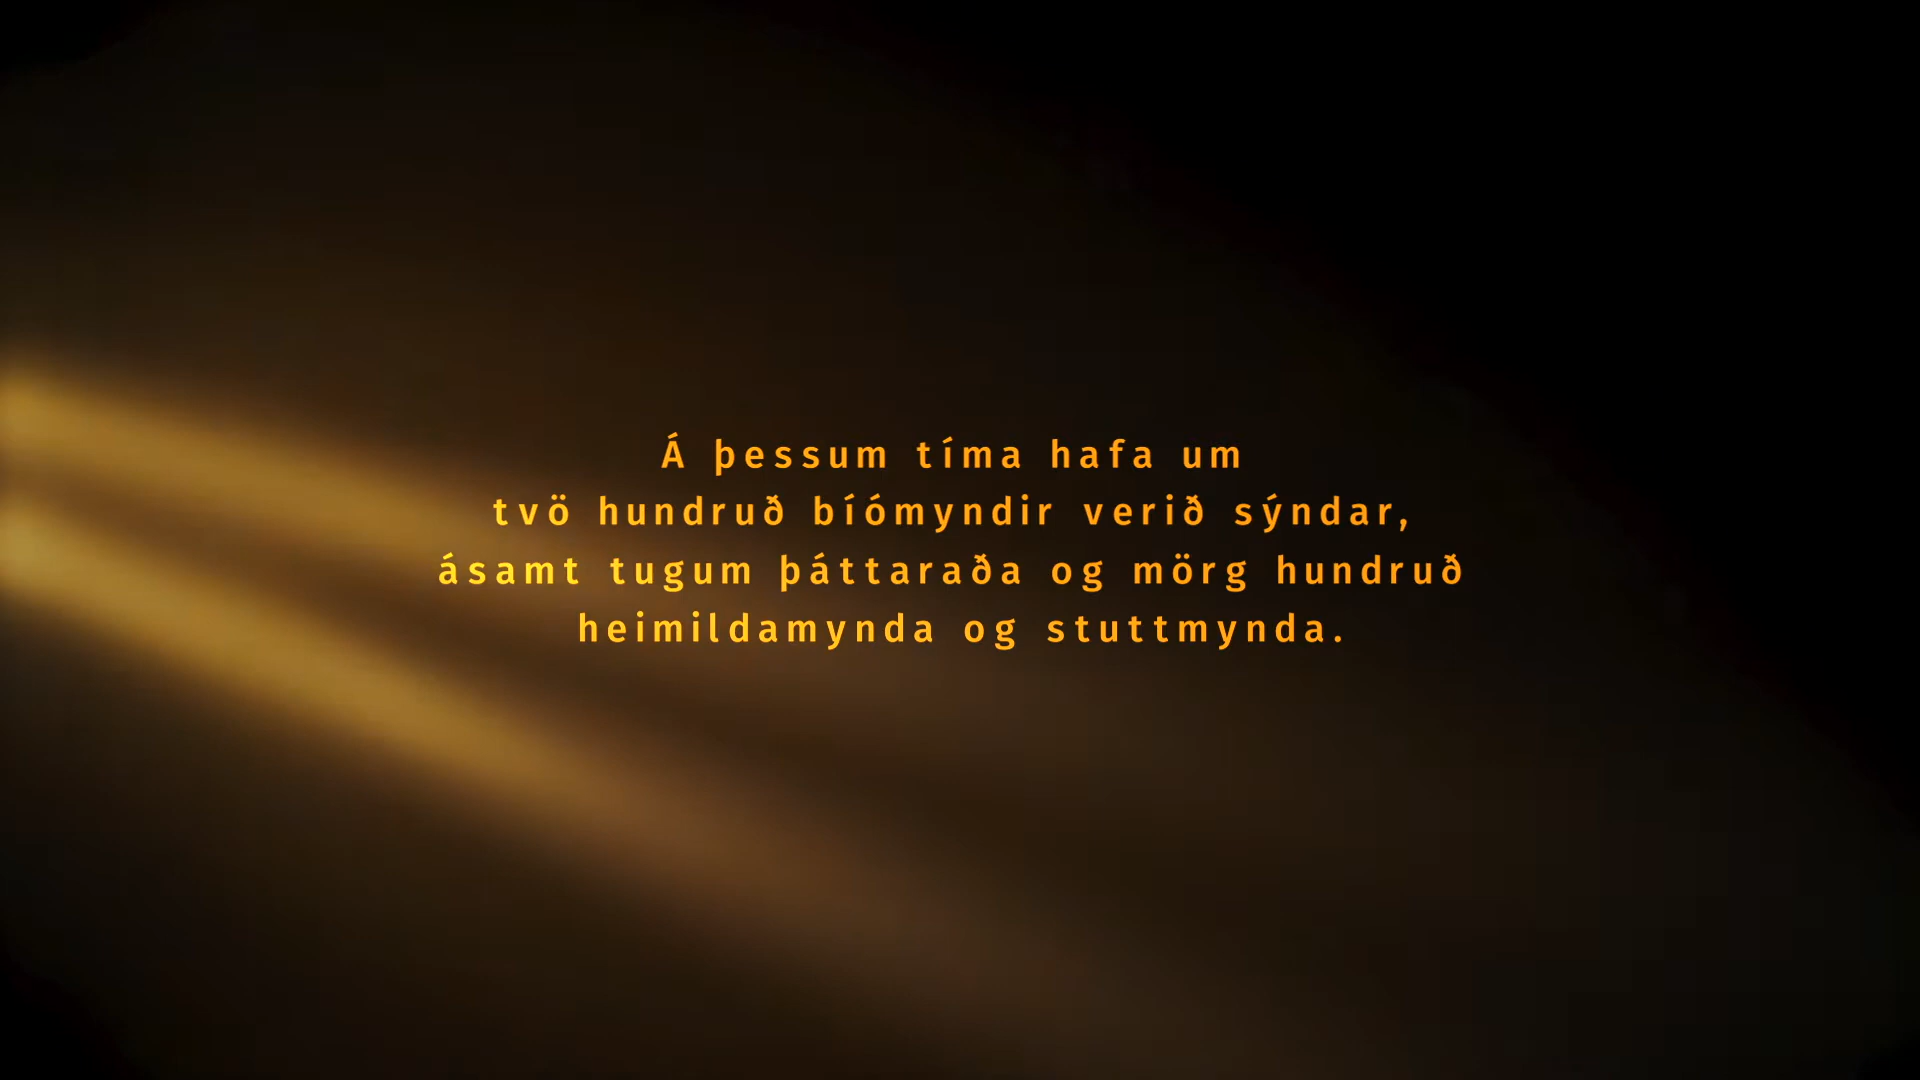 Á þessum tíma hafa um
tvö hundruð bíómyndir verið sýndar,
ásamt tugum þáttaraða og mörg hundruð
heimildamynda og stuttmynda.